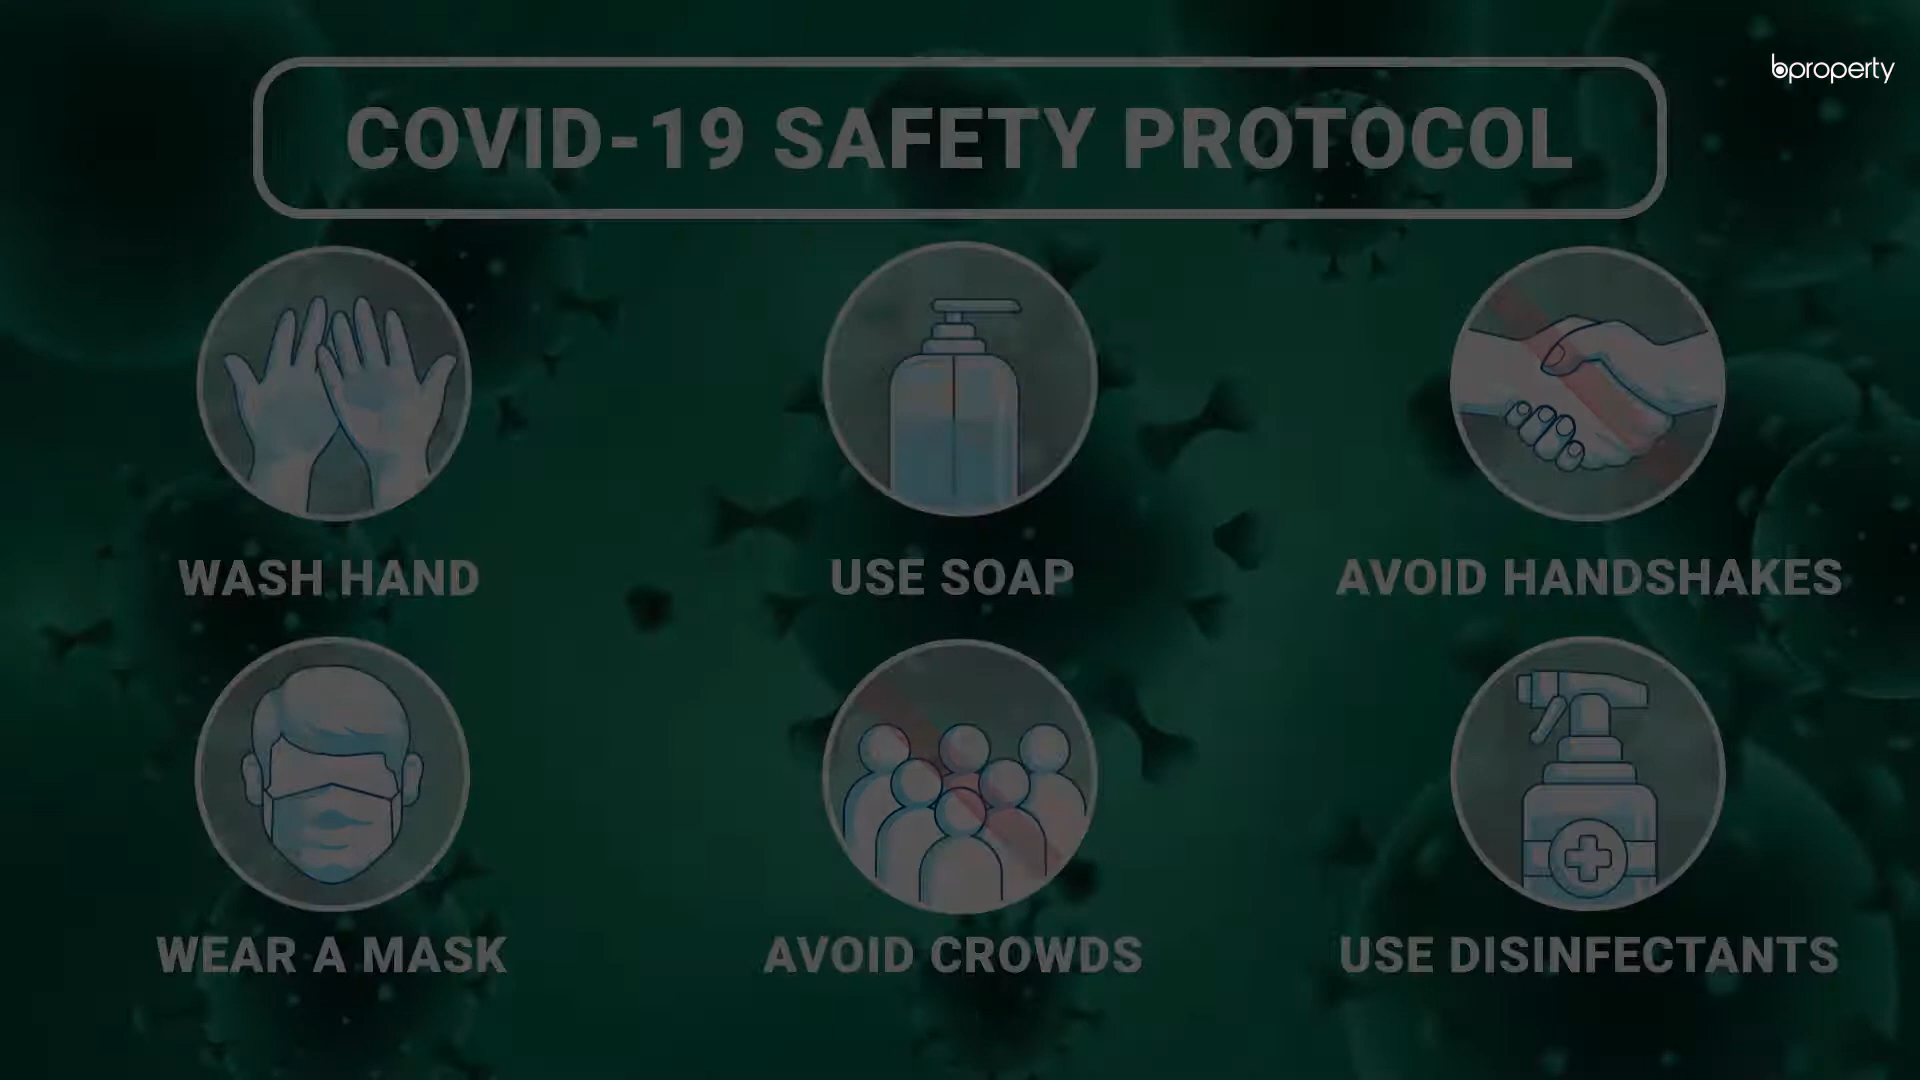 bproperty
COVID-19 SAFETY PROTOCOL
WASH HAND
USE SOAP
AVOID HANDSHAKES
WEAR A MASK
AVOID CROWDS
USE DISINFECTANTS